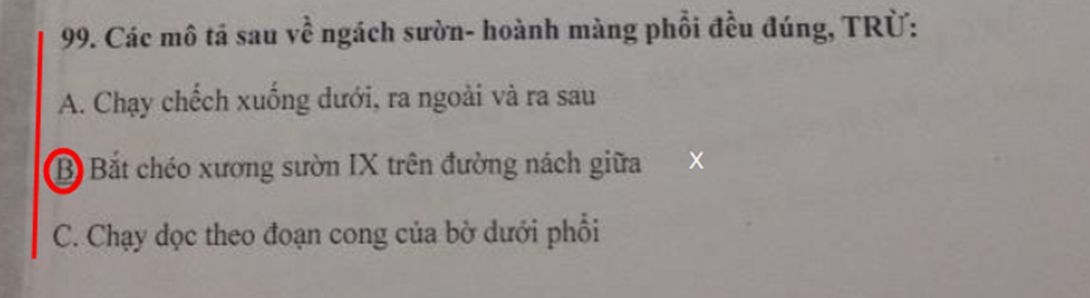 99. Các mô tả sau về ngách sườn- hoành màng phổi đều đúng, TRỪ:
A. Chạy chếch xuống dưới, ra ngoài và ra sau
B. Bắt chéo xương sườn IX trên đường nách giữa X
C. Chạy dọc theo đoạn cong của bờ dưới phổi